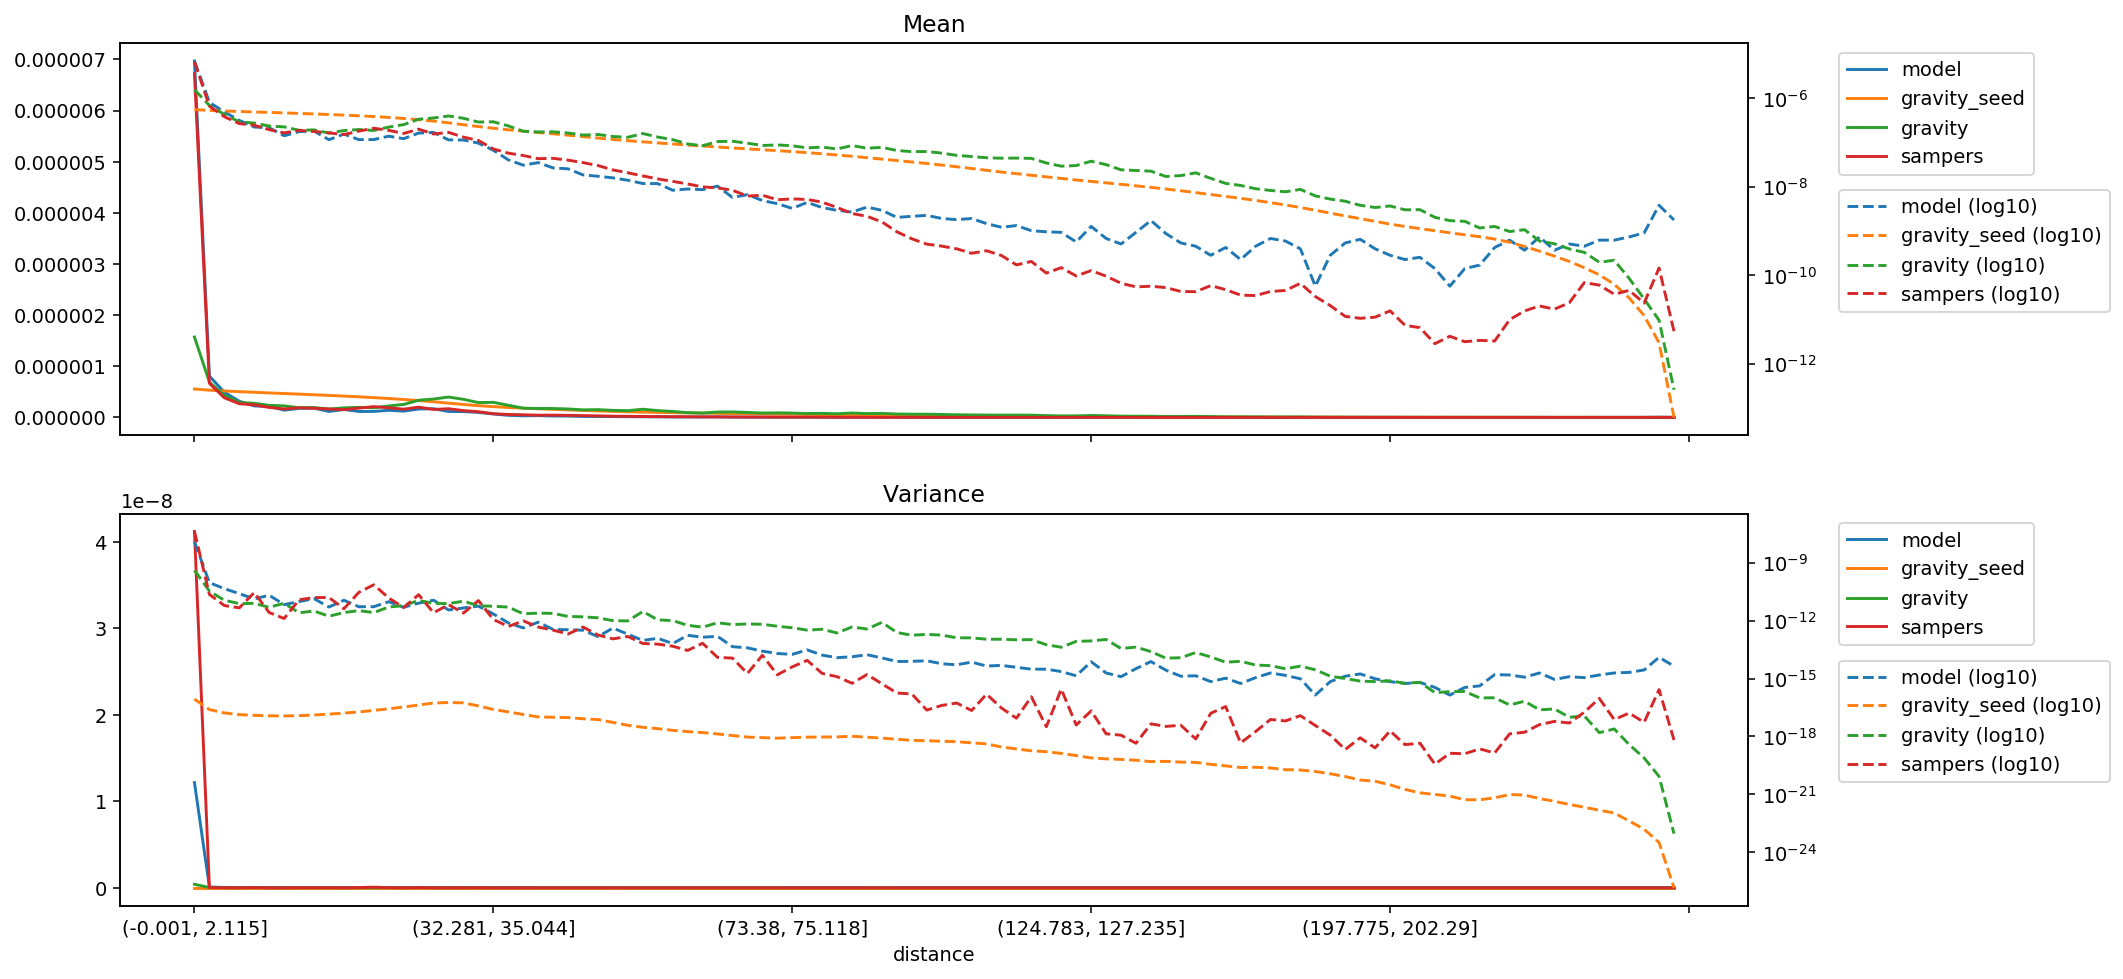 Mean
0.000007
0.000006
0.000005
0.000004
0.000003
0.000002
0.000001
0.000000
10⁻⁶
10⁻⁸
10⁻¹⁰
10⁻¹²
model
gravity_seed
gravity
sampers
model (log10)
gravity_seed (log10)
gravity (log10)
sampers (log10)
Variance
1e−8
4
3
2
1
0
10⁻⁹
10⁻¹²
10⁻¹⁵
10⁻¹⁸
10⁻²¹
10⁻²⁴
model
gravity_seed
gravity
sampers
model (log10)
gravity_seed (log10)
gravity (log10)
sampers (log10)
(-0.001, 2.115] (32.281, 35.044] (73.38, 75.118] (124.783, 127.235] (197.775, 202.29]
distance